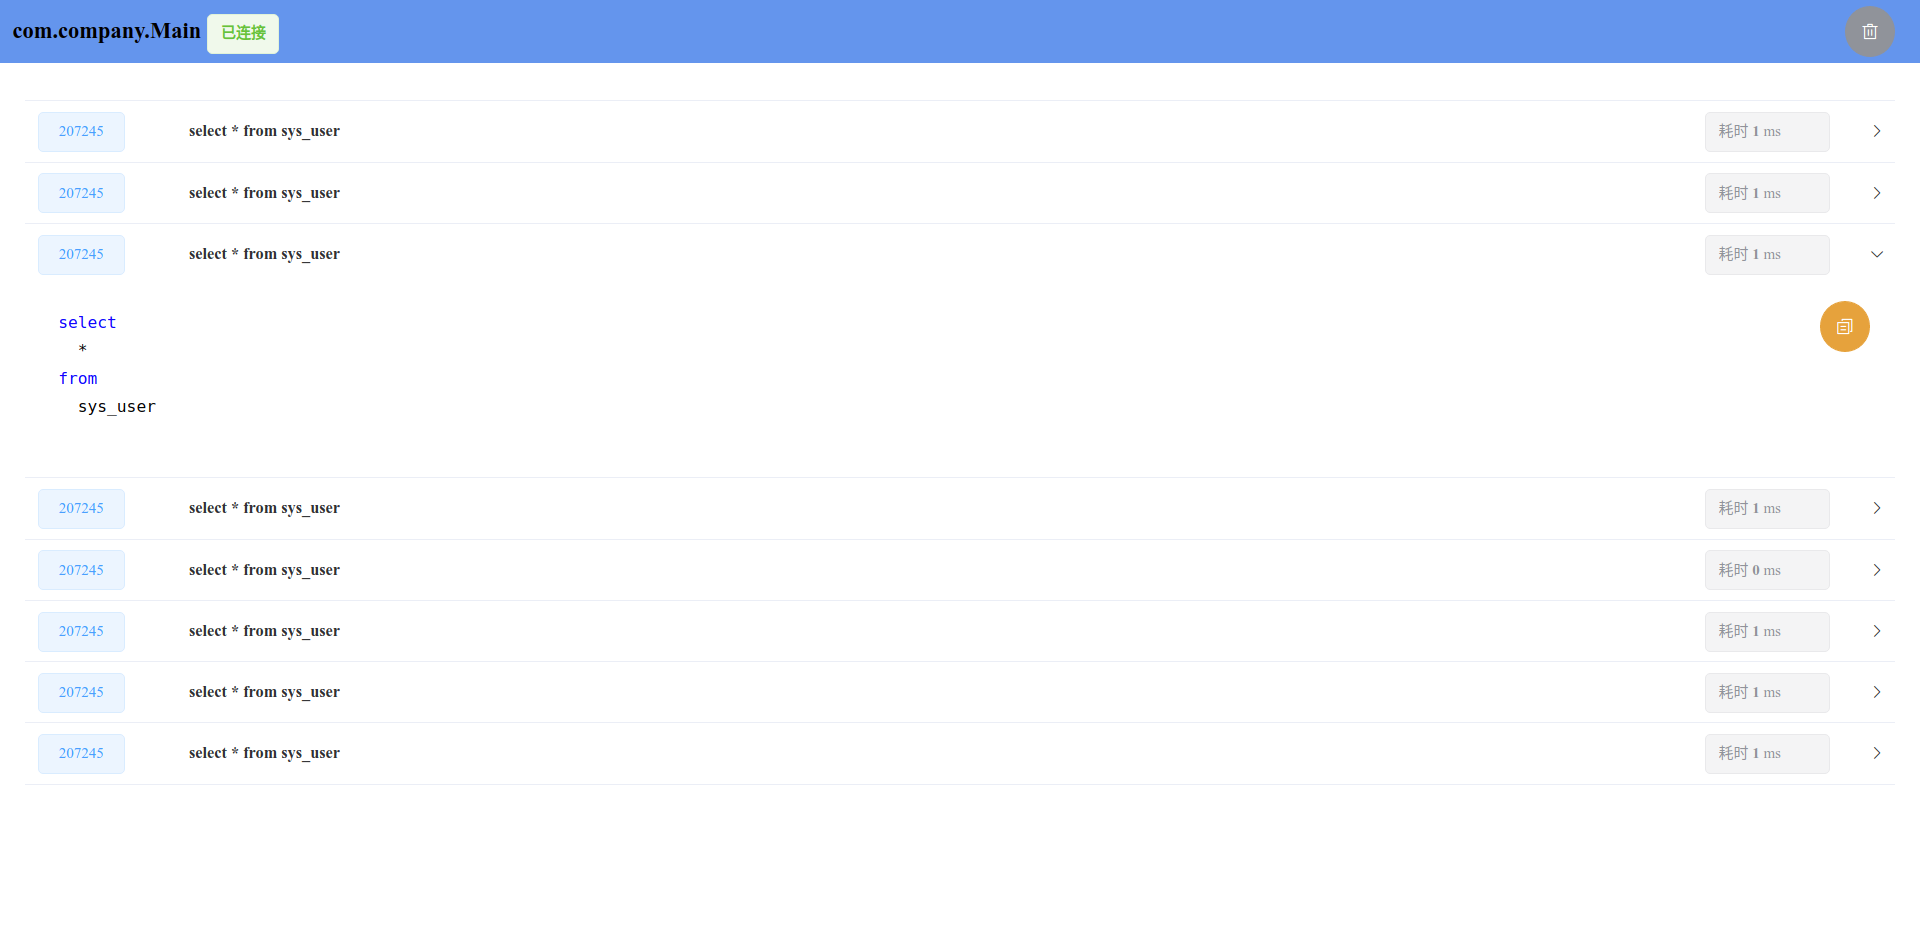 com.company.Main 已连接
207245 select * from sys_user 耗时 1 ms
207245 select * from sys_user 耗时 1 ms
207245 select * from sys_user 耗时 1 ms
select
*
from
sys_user
207245 select * from sys_user 耗时 1 ms
207245 select * from sys_user 耗时 0 ms
207245 select * from sys_user 耗时 1 ms
207245 select * from sys_user 耗时 1 ms
207245 select * from sys_user 耗时 1 ms